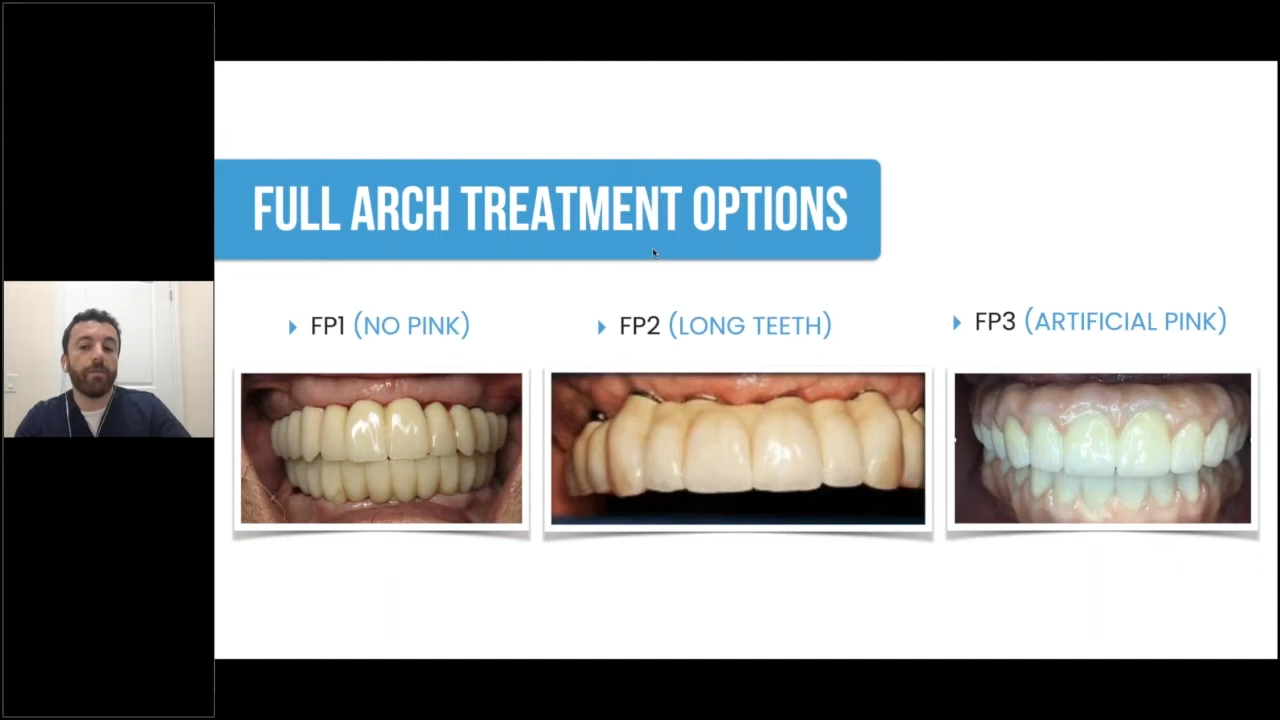 FULL ARCH TREATMENT OPTIONS
FP1 (NO PINK)
FP2 (LONG TEETH)
FP3 (ARTIFICIAL PINK)